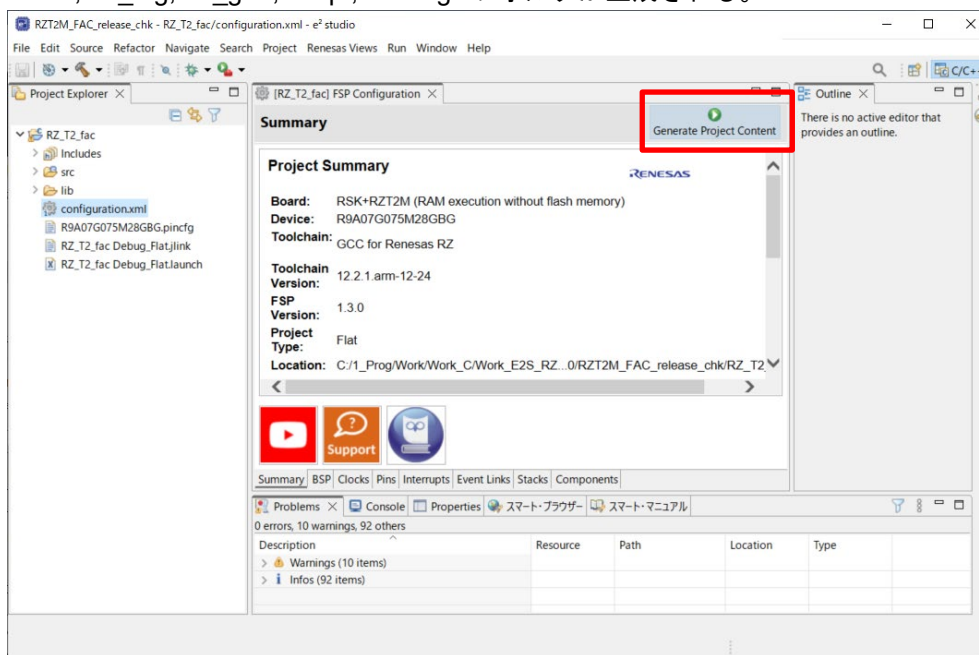 RZT2M_FAC_release_chk - RZ_T2_fac/configuration.xml - e² studio
File Edit Source Refactor Navigate Search Project Renesas Views Run Window Help
C/C+
Project Explorer
[RZ_T2_fac] FSP Configuration
Outline
RZ_T2_fac
Includes
src
lib
configuration.xml
R9A07G075M28GBG.pincfg
RZ_T2_fac Debug_Flat.jlink
RZ_T2_fac Debug_Flat.launch
Summary
Generate Project Content
Project Summary
RENESAS
Board: RSK+RZT2M (RAM execution without flash memory)
Device: R9A07G075M28GBG
Toolchain: GCC for Renesas RZ
Toolchain Version: 12.2.1.arm-12-24
FSP Version: 1.3.0
Project Type: Flat
Location: C:/1_Prog/Work/Work_C/Work_E2S_RZ...0/RZT2M_FAC_release_chk/RZ_T2
Support
Summary BSP Clocks Pins Interrupts Event Links Stacks Components
There is no active editor that
provides an outline.
Problems Console Properties スマート・ブラウザー スマート・マニュアル
0 errors, 10 warnings, 92 others
Description Resource Path Location Type
Warnings (10 items)
Infos (92 items)